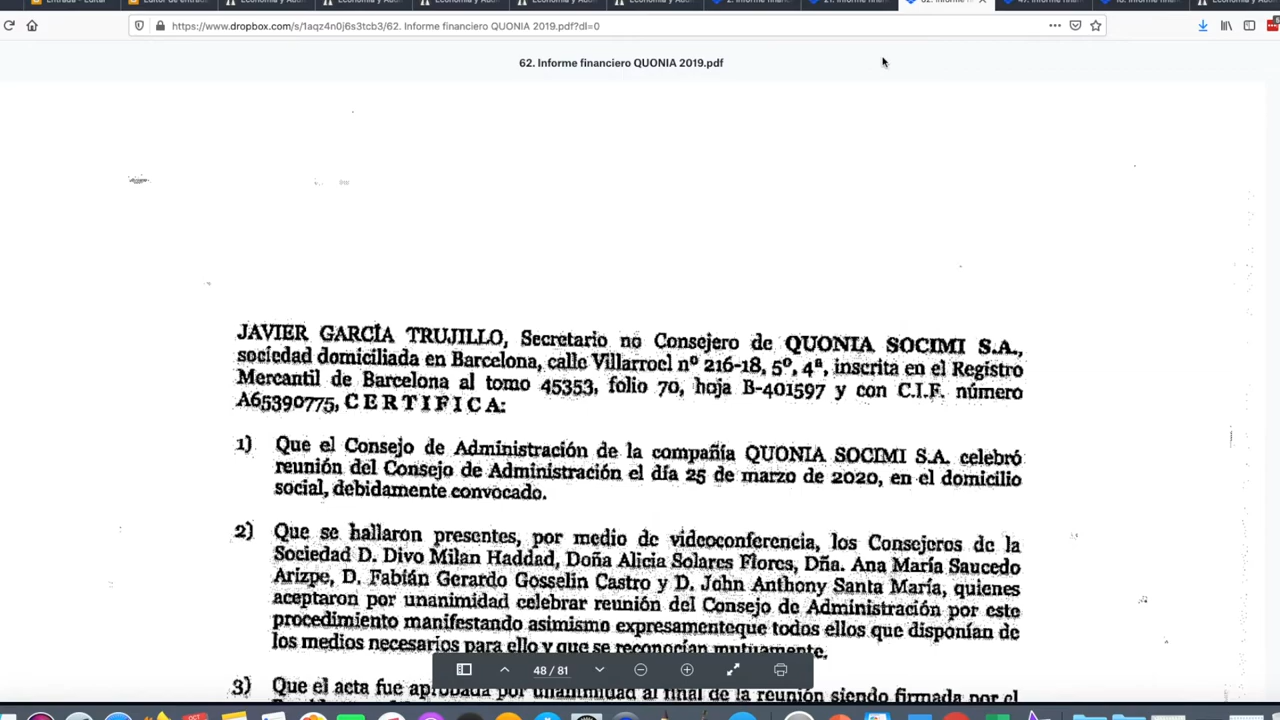 https://www.dropbox.com/s/1aqz4n0j6s3tcb3/62. Informe financiero QUONIA 2019.pdf?dl=0
62. Informe financiero QUONIA 2019.pdf
JAVIER GARCÍA TRUJILLO, Secretario no Consejero de QUONIA SOCIMI S.A.,
sociedad domiciliada en Barcelona, calle Villarroel nº 216-18, 5º, 4ª, inscrita en el Registro
Mercantil de Barcelona al tomo 45353, folio 70, hoja B-401597 y con C.I.F. número
A65390775, C E R T I F I C A:
1) Que el Consejo de Administración de la compañía QUONIA SOCIMI S.A. celebró
reunión del Consejo de Administración el día 25 de marzo de 2020, en el domicilio
social, debidamente convocado.
2) Que se hallaron presentes, por medio de videoconferencia, los Consejeros de la
Sociedad D. Divo Milan Haddad, Doña Alicia Solares Flores, Dña. Ana María Saucedo
Arizpe, D. Fabián Gerardo Gosselin Castro y D. John Anthony Santa María, quienes
aceptaron por unanimidad celebrar reunión del Consejo de Administración por este
procedimiento manifestando asimismo expresamenteque todos ellos que disponían de
los medios necesarios para ello y que se reconocían mutuamente.
48 / 81
3) Que el acta fue aprobada por unanimidad al final de la reunión siendo firmada por el